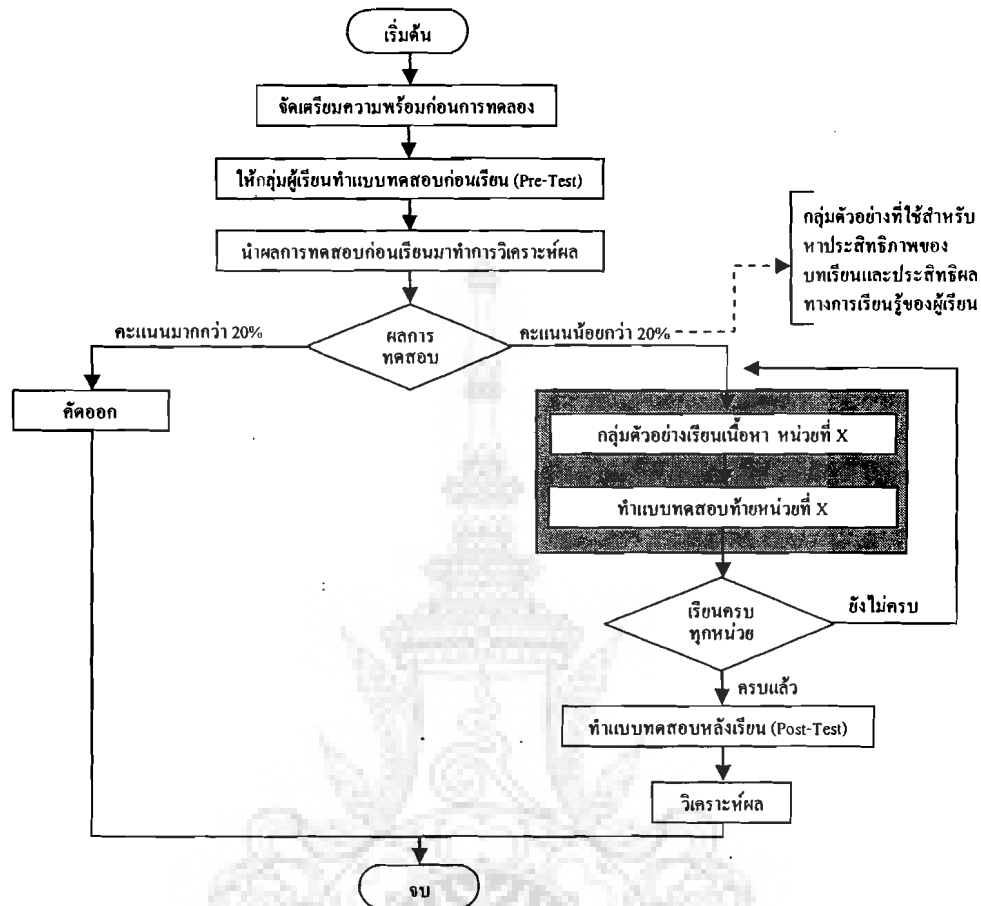 เริ่มต้น
จัดเตรียมความพร้อมก่อนการทดลอง
ให้กลุ่มผู้เรียนทำแบบทดสอบก่อนเรียน (Pre-Test)
นำผลการทดสอบก่อนเรียนมาทำการวิเคราะห์ผล
กลุ่มตัวอย่างที่ใช้สำหรับ
หาประสิทธิภาพของ
บทเรียนและประสิทธิผล
ทางการเรียนรู้ของผู้เรียน
คะแนนมากกว่า 20%
ผลการ
ทดสอบ
คะแนนน้อยกว่า 20%
คัดออก
กลุ่มตัวอย่างเรียนเนื้อหา หน่วยที่ X
ทำแบบทดสอบท้ายหน่วยที่ X
เรียนครบ
ทุกหน่วย
ยังไม่ครบ
ครบแล้ว
ทำแบบทดสอบหลังเรียน (Post-Test)
วิเคราะห์ผล
จบ